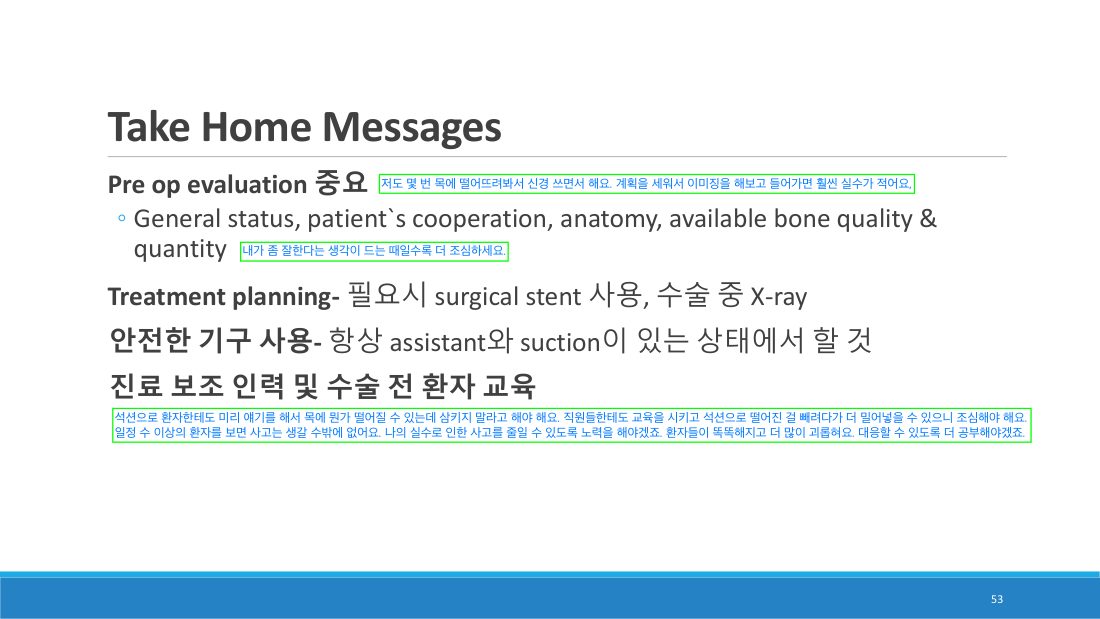 Take Home Messages
Pre op evaluation 중요 저도 몇 번 목에 떨어뜨려봐서 신경 쓰면서 해요. 계획을 세워서 이미징을 해보고 들어가면 훨씬 실수가 적어요.
◦ General status, patient`s cooperation, anatomy, available bone quality &
quantity 내가 좀 잘한다는 생각이 드는 때일수록 더 조심하세요.
Treatment planning- 필요시 surgical stent 사용, 수술 중 X-ray
안전한 기구 사용- 항상 assistant와 suction이 있는 상태에서 할 것
진료 보조 인력 및 수술 전 환자 교육
석션으로 환자한테도 미리 얘기를 해서 목에 뭔가 떨어질 수 있는데 삼키지 말라고 해야 해요. 직원들한테도 교육을 시키고 석션으로 떨어진 걸 빼려다가 더 밀어넣을 수 있으니 조심해야 해요.
일정 수 이상의 환자를 보면 사고는 생갈 수밖에 없어요. 나의 실수로 인한 사고를 줄일 수 있도록 노력을 해야겠죠. 환자들이 똑똑해지고 더 많이 괴롭혀요. 대응할 수 있도록 더 공부해야겠죠.
53